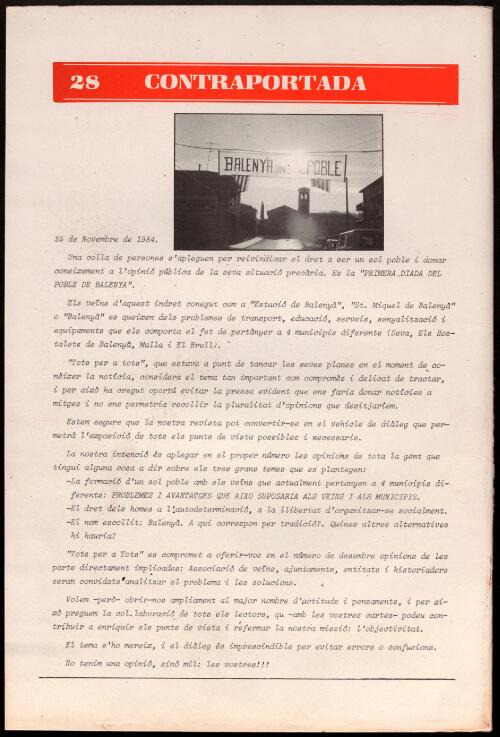 28 CONTRAPORTADA
BALENYÀ UN POBLE
25 de Novembre de 1984.
Una colla de persones s'apleguen per reivindicar el dret a ser un sol poble i donar
coneixement a l'opinió pública de la seva situació precària. Es la "PRIMERA DIADA DEL
POBLE DE BALENYA".
Els veïns d'aquest indret conegut com a "Estació de Balenyà", "St. Miquel de Balenyà"
o "Balenyà" es queixen dels problemes de transport, educació, serveis, senyalització i
equipaments que els comporta el fet de pertànyer a 4 municipis diferents (Seva, Els Hos-
talets de Balenyà, Malla i El Brull).
"Tots per a tots", que estava a punt de tancar les seves planes en el moment de co-
nèixer la notícia, considera el tema tan important com compromès i delicat de tractar,
i per això ha cregut oportú evitar la pressa evident que ens faria donar notícies a
mitges i no ens permetria recollir la pluralitat d'opinions que desitjaríem.
Estem segurs que la nostra revista pot convertir-se en el vehicle de diàleg que per-
metrà l'exposició de tots els punts de vista possibles i necessaris.
La nostra intenció és aplegar en el proper número les opinions de tota la gent que
tingui alguna cosa a dir sobre els tres grans temes que es plantegen:
-La formació d'un sol poble amb els veïns que actualment pertanyen a 4 municipis di-
ferents: PROBLEMES I AVANTATGES QUE AIXO SUPOSARIA ALS VEINS I ALS MUNICIPIS.
-El dret dels homes a l'autodeterminació, a la llibertat d'organitzar-se socialment.
-El nom escollit: Balenyà. A qui correspon per tradició?. Quines altres alternatives
hi hauria?
"Tots per a Tots" es compromet a oferir-vos en el número de desembre opinions de les
parts directament implicades: Associació de veïns, ajuntaments, entitats i historiadors
seran convidats analitzar el problema i les solucions.
Volem -però- obrir-nos ampliament al major nombre d'actituds i pensaments, i per ai-
xò preguem la col.laboració de tots els lectors, qu -amb les vostres cartes- podeu con-
tribuir a enriquir els punts de vista i refermar la nostra missió: l'objectivitat.
El tema s'ho mereix, i el diàleg és imprescindible per evitar errors o confusions.
No tenim una opinió, sinó mil: les vostres!!!